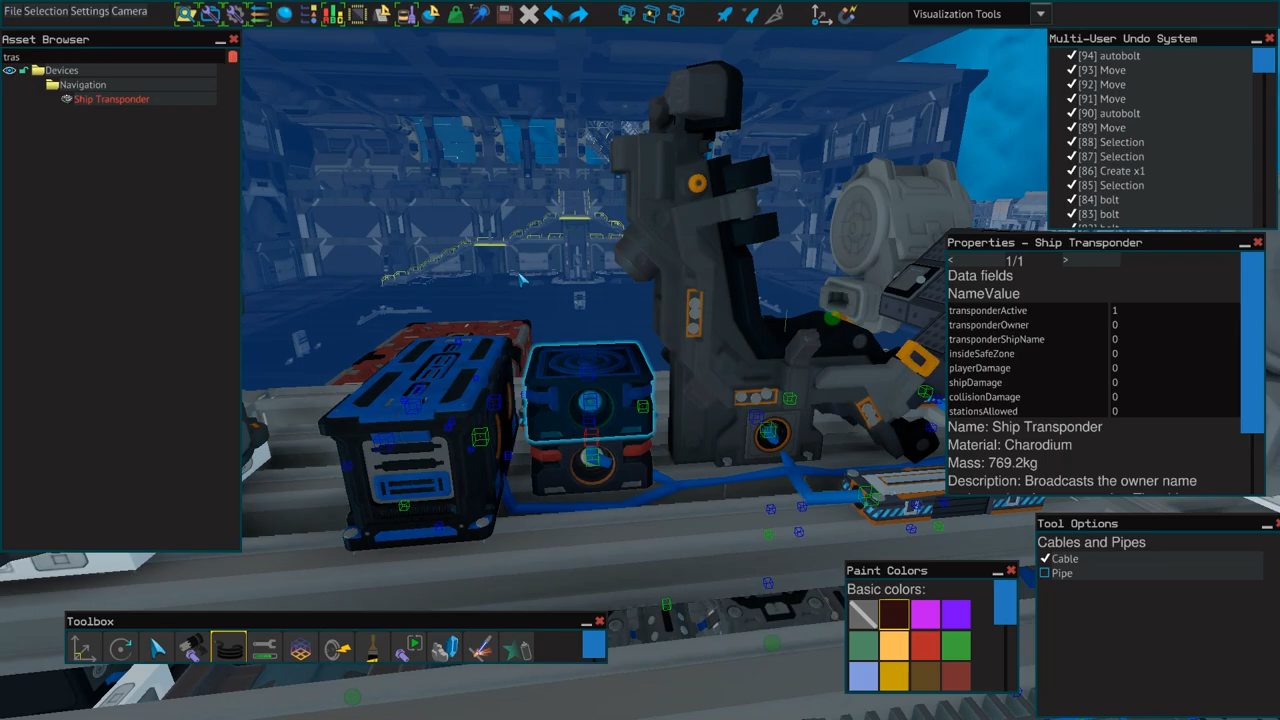 File Selection Settings Camera
Visualization Tools
Asset Browser
tras
Devices
Navigation
Ship Transponder
Multi-User Undo System
[94] autobolt
[93] Move
[92] Move
[91] Move
[90] autobolt
[89] Move
[88] Selection
[87] Selection
[86] Create x1
[85] Selection
[84] bolt
[83] bolt
Properties - Ship Transponder
< 1/1 >
Data fields
NameValue
transponderActive 1
transponderOwner 0
transponderShipName 0
insideSafeZone 0
playerDamage 0
shipDamage 0
collisionDamage 0
stationsAllowed 0
Name: Ship Transponder
Material: Charodium
Mass: 769.2kg
Description: Broadcasts the owner name
Tool Options
Cables and Pipes
Cable
Pipe
Paint Colors
Basic colors:
Toolbox